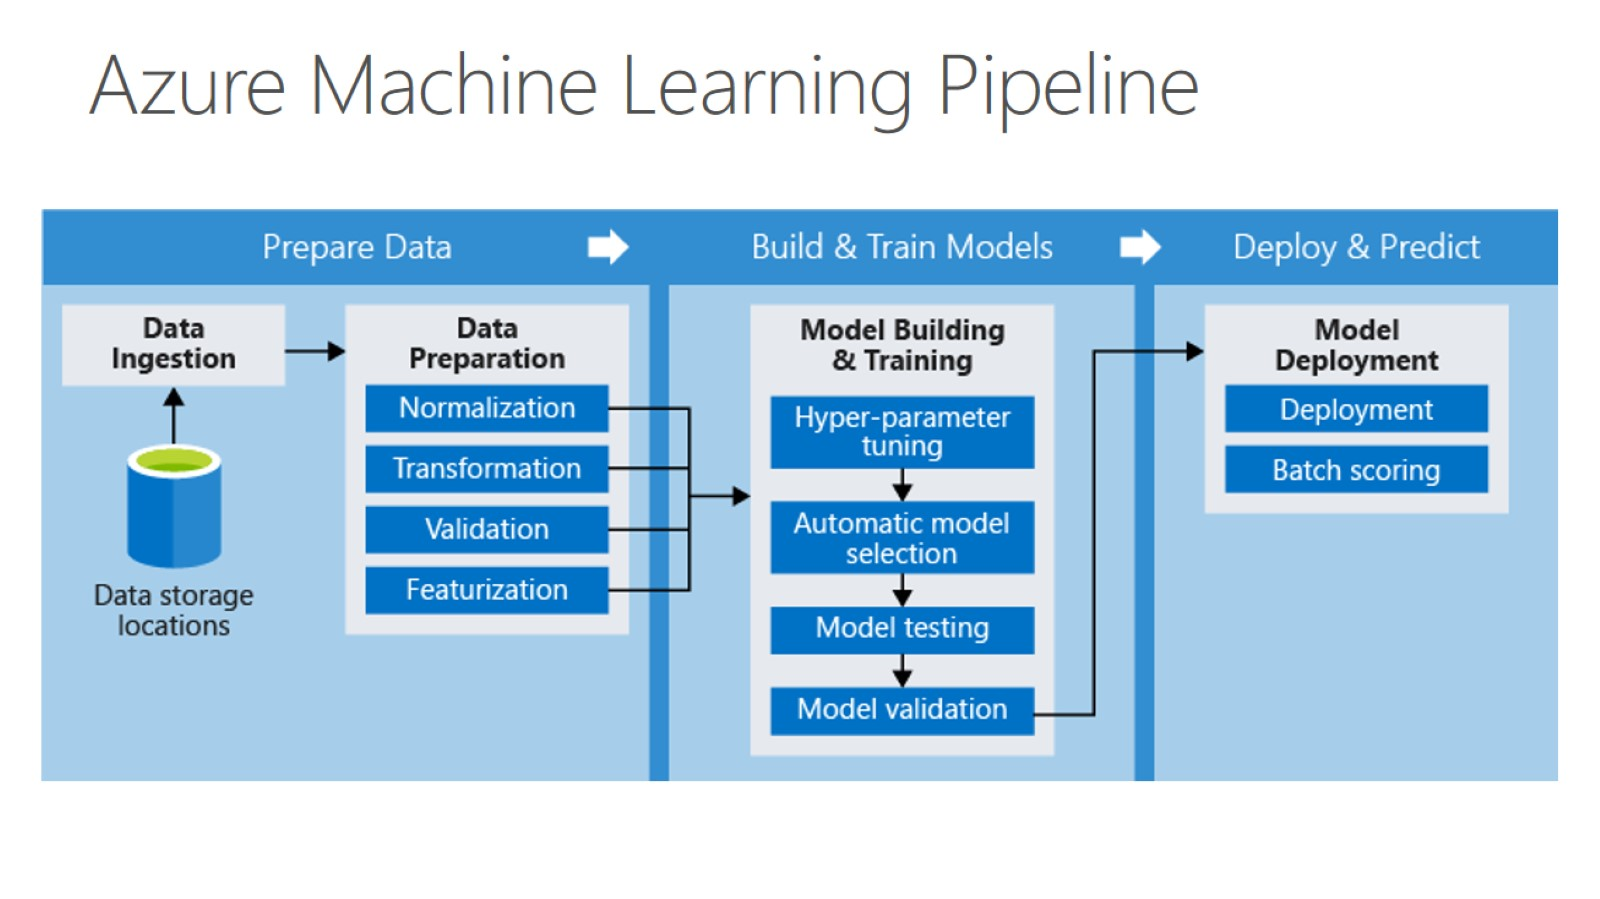 Azure Machine Learning Pipeline
Prepare Data
Build & Train Models
Deploy & Predict
Data
Ingestion
Data storage
locations
Data
Preparation
Normalization
Transformation
Validation
Featurization
Model Building
& Training
Hyper-parameter
tuning
Automatic model
selection
Model testing
Model validation
Model
Deployment
Deployment
Batch scoring